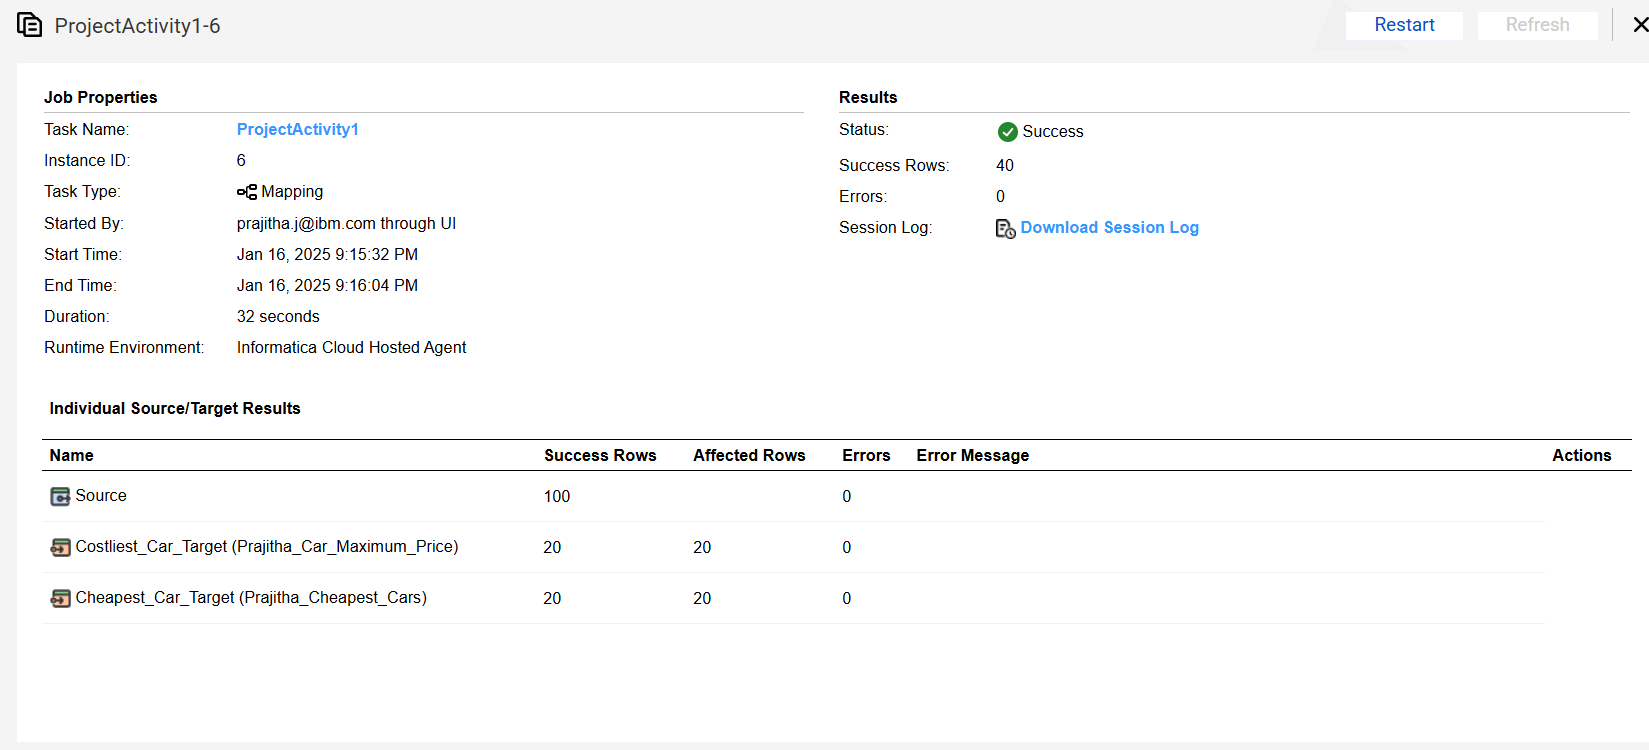 ProjectActivity1-6
Restart
Refresh
Job Properties
Task Name: ProjectActivity1
Instance ID: 6
Task Type: Mapping
Started By: prajitha.j@ibm.com through UI
Start Time: Jan 16, 2025 9:15:32 PM
End Time: Jan 16, 2025 9:16:04 PM
Duration: 32 seconds
Runtime Environment: Informatica Cloud Hosted Agent
Results
Status: Success
Success Rows: 40
Errors: 0
Session Log: Download Session Log
Individual Source/Target Results
Name Success Rows Affected Rows Errors Error Message Actions
Source 100 0
Costliest_Car_Target (Prajitha_Car_Maximum_Price) 20 20 0
Cheapest_Car_Target (Prajitha_Cheapest_Cars) 20 20 0